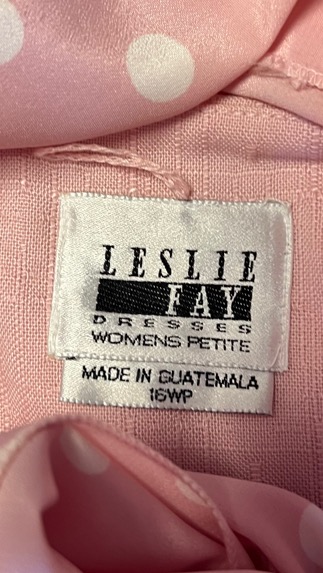 LESLIE
FAY
DRESSES
WOMENS PETITE
MADE IN GUATEMALA
16WP